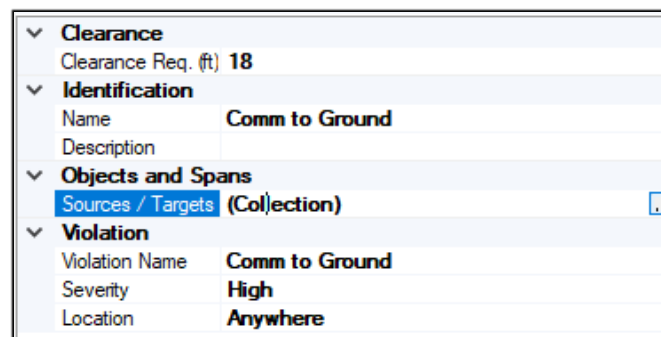 Clearance
Clearance Req. (ft) 18
Identification
Name Comm to Ground
Description
Objects and Spans
Sources / Targets (Collection)
Violation
Violation Name Comm to Ground
Severity High
Location Anywhere